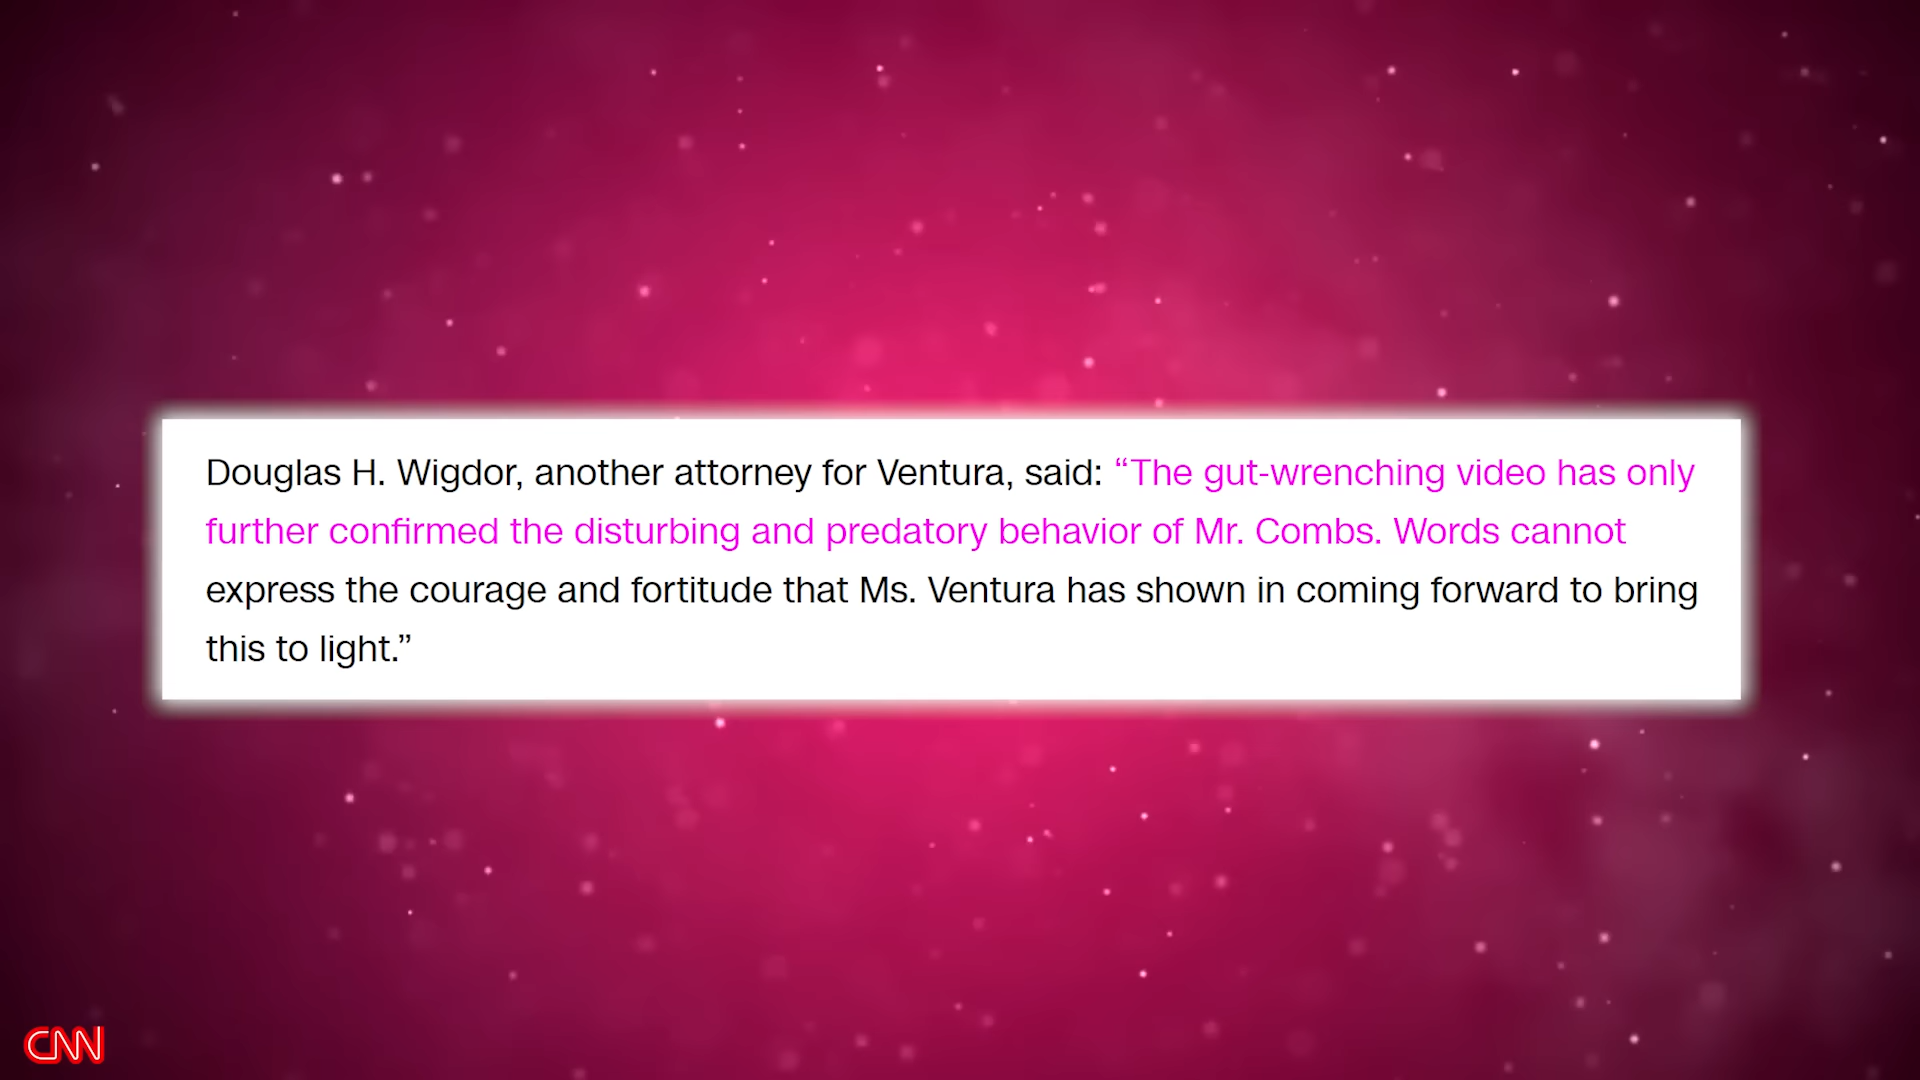 Douglas H. Wigdor, another attorney for Ventura, said: “The gut-wrenching video has only
further confirmed the disturbing and predatory behavior of Mr. Combs. Words cannot
express the courage and fortitude that Ms. Ventura has shown in coming forward to bring
this to light.”
CNN